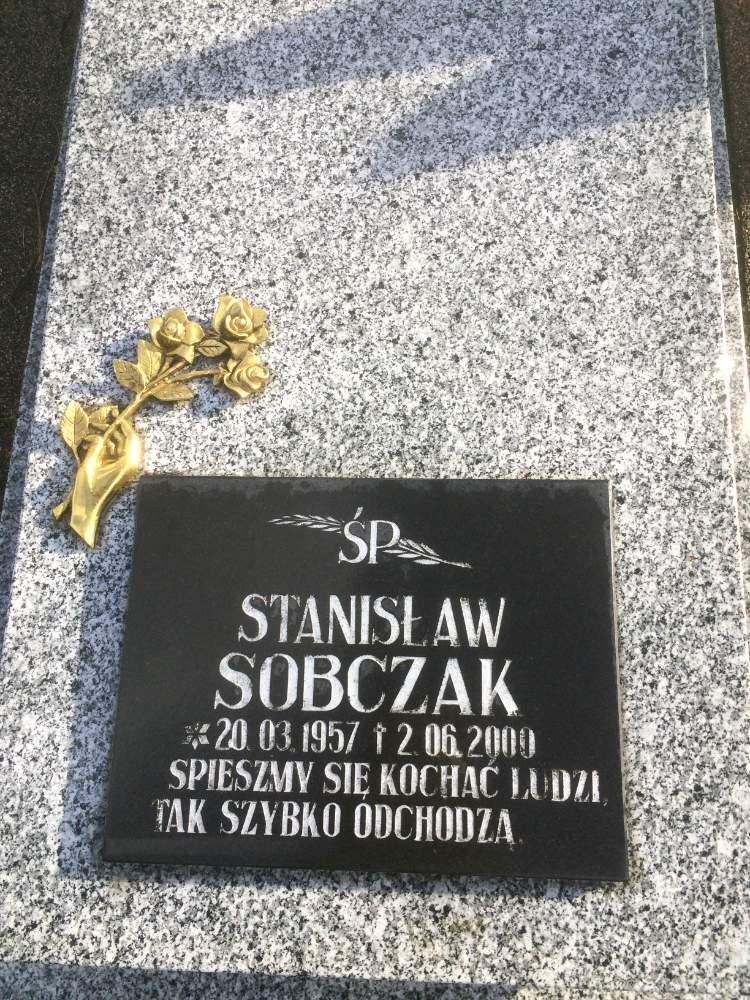 ŚP
STANISŁAW
SOBCZAK
* 20.03.1957 † 2.06.2000
SPIESZMY SIĘ KOCHAĆ LUDZI,
TAK SZYBKO ODCHODZĄ.